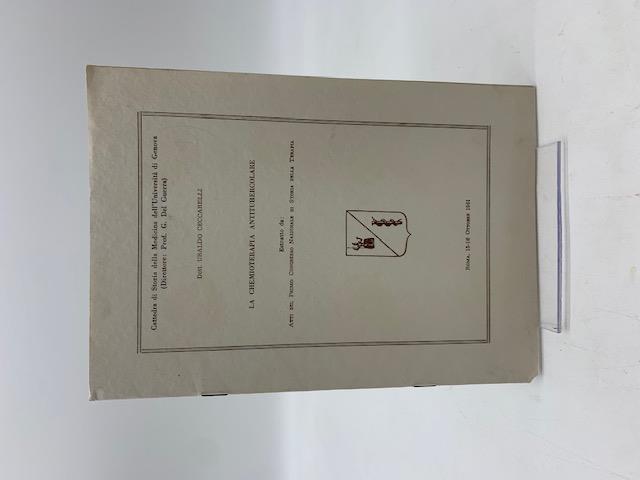 Cattedra di Storia della Medicina dell'Università di Genova
(Direttore: Prof. G. Del Guerra)
Dott. UBALDO CECCARELLI
LA CHEMIOTERAPIA ANTITUBERCOLARE
Estratto da:
ATTI DEL PRIMO CONGRESSO NAZIONALE DI STORIA DELLA TERAPIA
ROMA, 15-16 OTTOBRE 1961